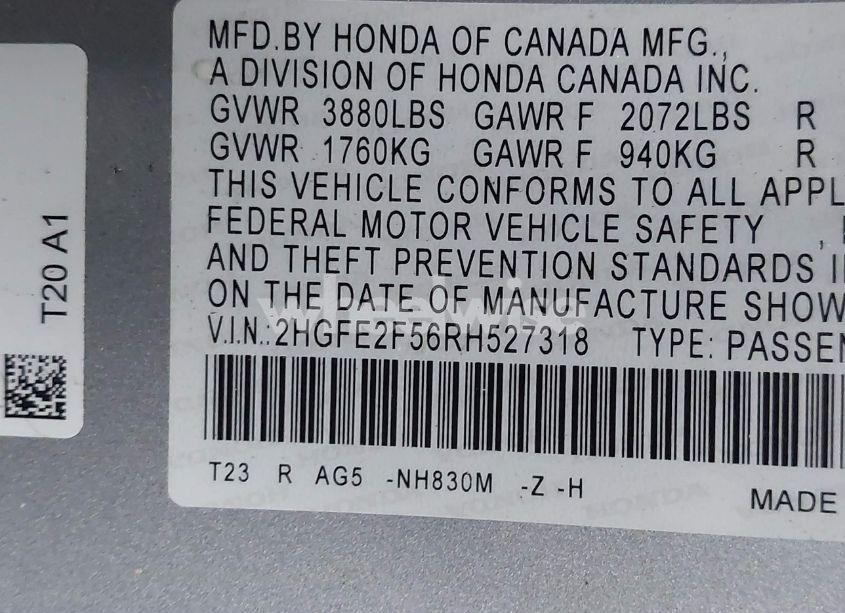 MFD.BY HONDA OF CANADA MFG.,
A DIVISION OF HONDA CANADA INC.
GVWR 3880LBS GAWR F 2072LBS R
GVWR 1760KG GAWR F 940KG R
THIS VEHICLE CONFORMS TO ALL APPL
FEDERAL MOTOR VEHICLE SAFETY ,
AND THEFT PREVENTION STANDARDS I
ON THE DATE OF MANUFACTURE SHOW
V.I.N.:2HGFE2F56RH527318 TYPE: PASSEN
T23 R AG5 -NH830M -Z -H
MADE
T20 A1
wheelwise